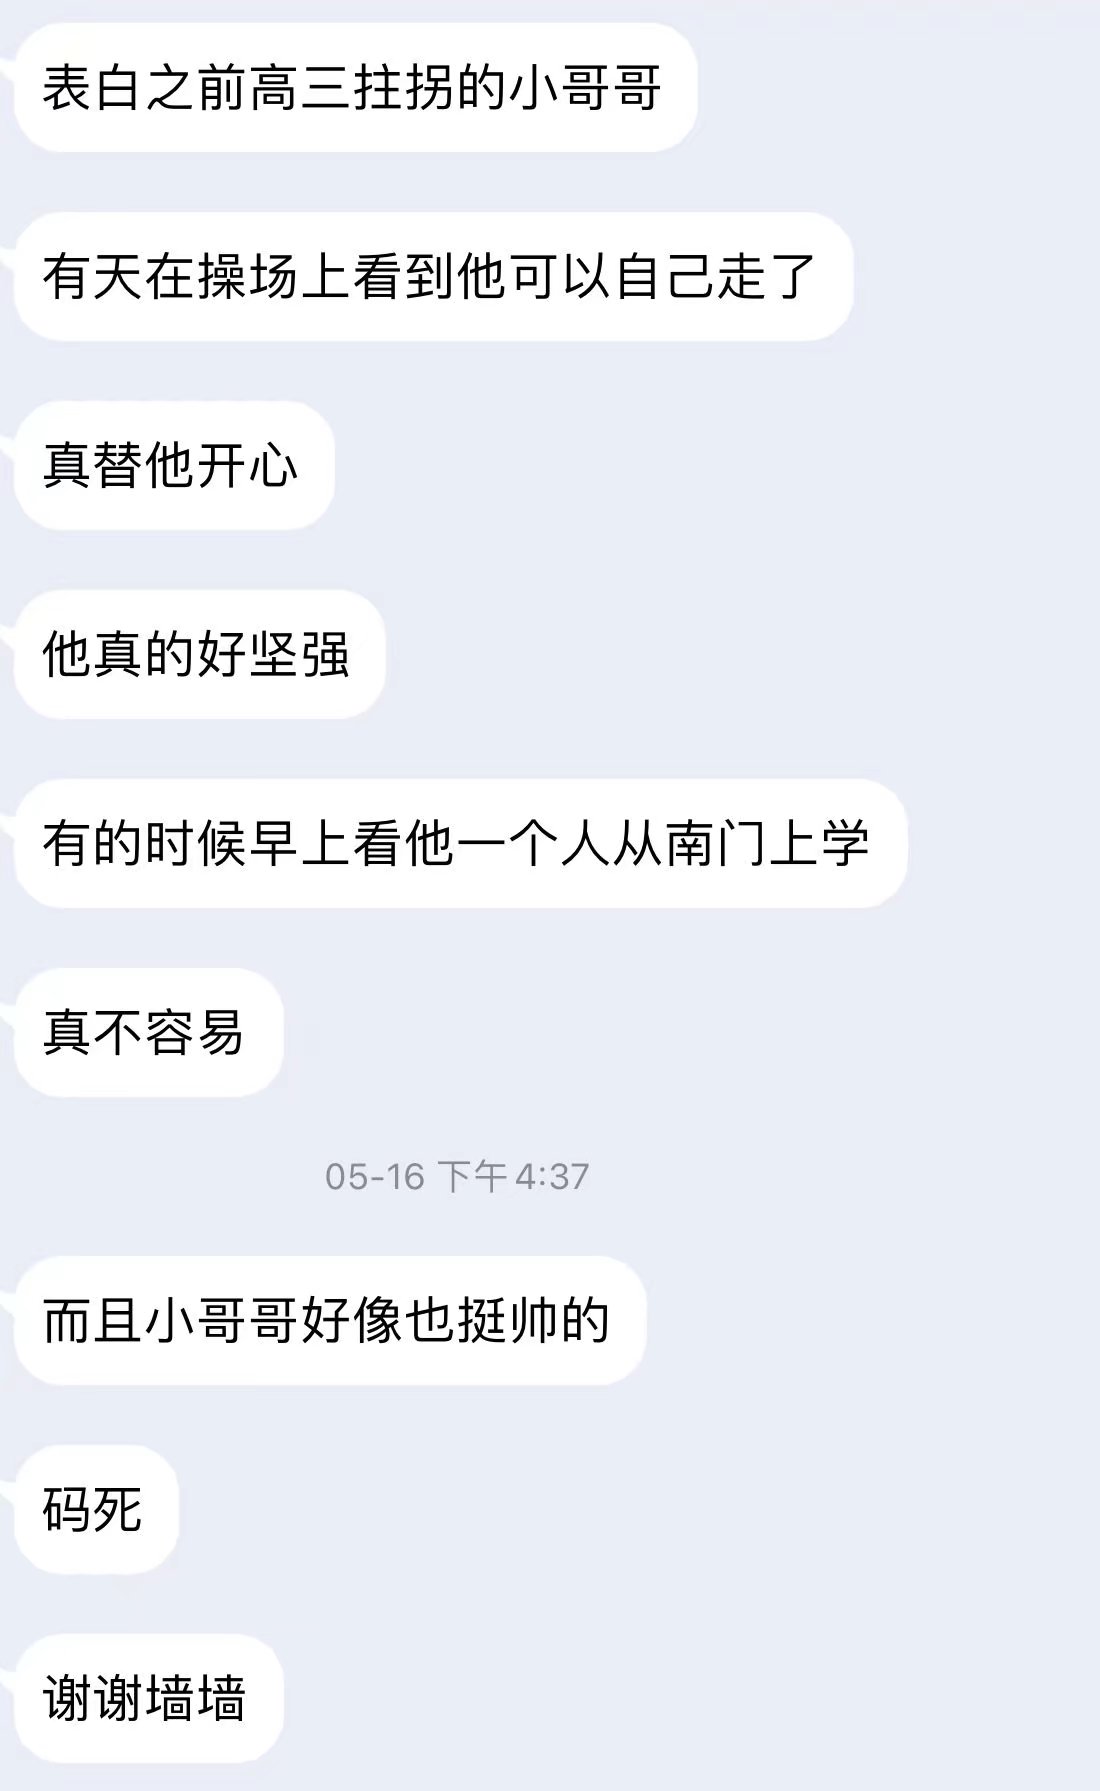 表白之前高三拄拐的小哥哥
有天在操场上看到他可以自己走了
真替他开心
他真的好坚强
有的时候早上看他一个人从南门上学
真不容易
05-16 下午4:37
而且小哥哥好像也挺帅的
码死
谢谢墙墙